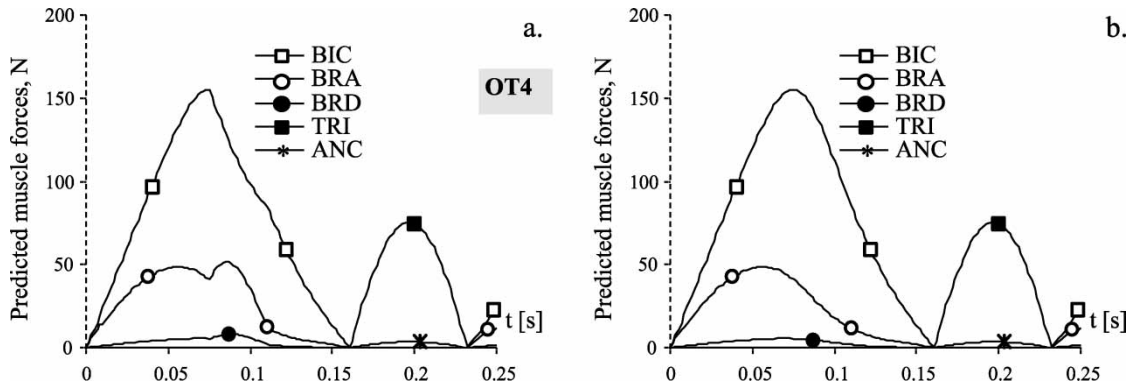 Predicted muscle forces, N
200
150
100
50
0
0
0.05
0.1
0.15
0.2
0.25
t [s]
a.
BIC
BRA
BRD
TRI
ANC
OT4
Predicted muscle forces, N
200
150
100
50
0
0
0.05
0.10
0.15
0.20
0.25
t [s]
b.
BIC
BRA
BRD
TRI
ANC